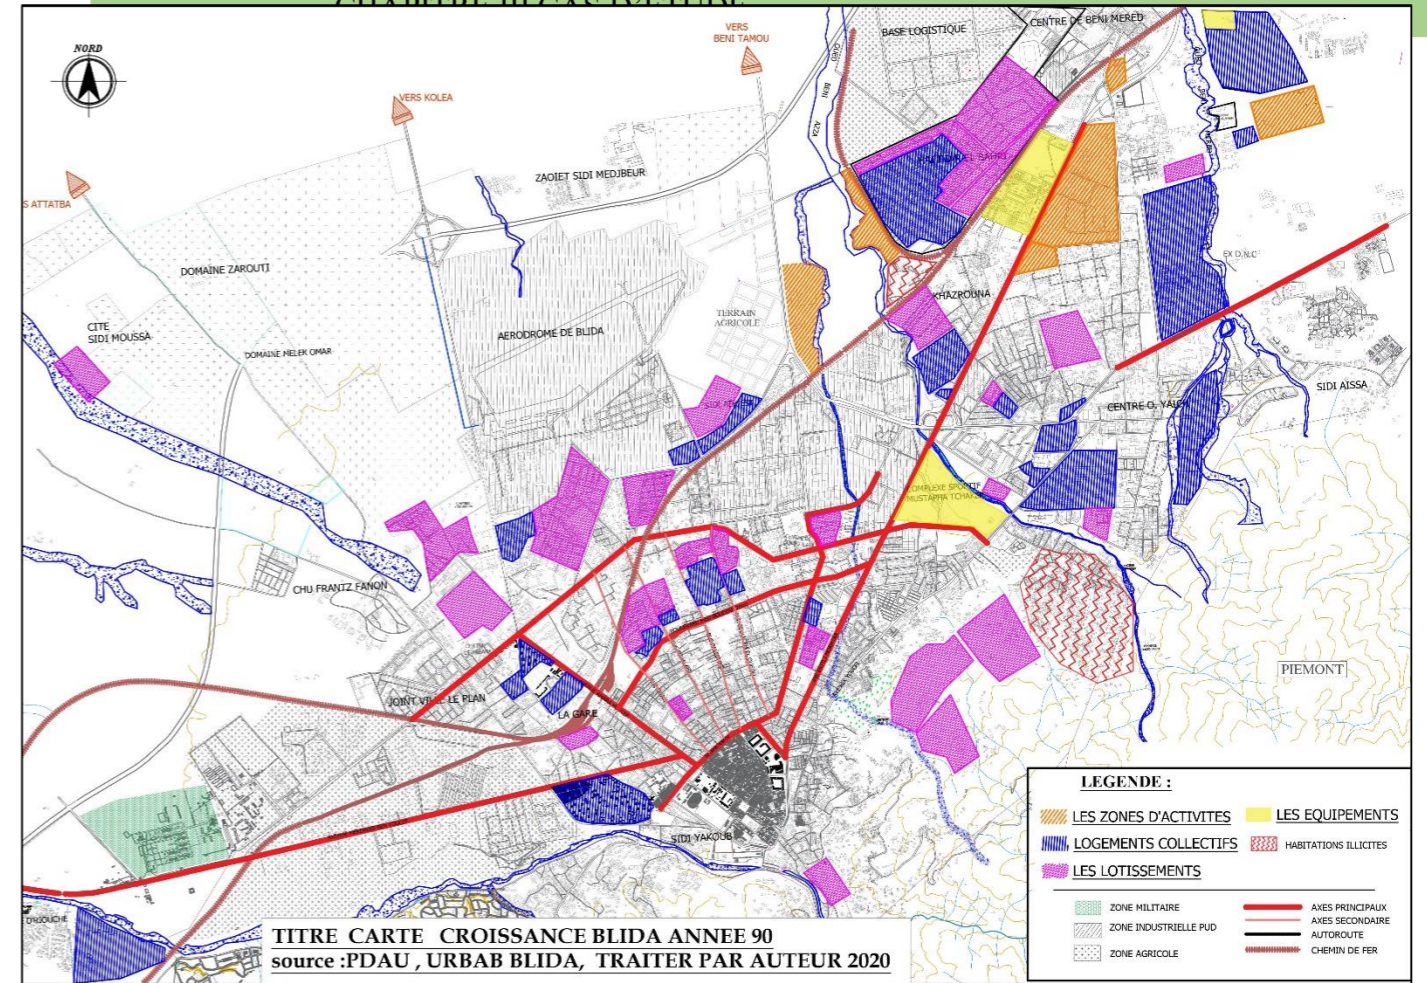 NORD
VERS
BENI TAMOU
VERS KOLEA
S ATTATBA
BASE LOGISTIQUE
CENTRE DE BENI MERED
OUED
BENI
AZZA
ZAOIET SIDI MEDJBEUR
DOMAINE ZAROUTI
CITE
SIDI MOUSSA
DOMAINE MELEK OMAR
AERODROME DE BLIDA
TERRAIN
AGRICOLE
KHAZROUNA
EX D.N.C
SIDI AISSA
CENTRE O. YAICH
COMPLEXE SPORTIF
MUSTAPHA TCHAKER
CHU FRANTZ FANON
JOINT VILLE LE PLAN
LA GARE
SIDI YAKOUB
PIEMONT
TITRE CARTE CROISSANCE BLIDA ANNEE 90
source :PDAU , URBAB BLIDA, TRAITER PAR AUTEUR 2020
LEGENDE :
LES ZONES D'ACTIVITES
LES EQUIPEMENTS
LOGEMENTS COLLECTIFS
HABITATIONS ILLICITES
LES LOTISSEMENTS
ZONE MILITAIRE
AXES PRINCIPAUX
AXES SECONDAIRE
ZONE INDUSTRIELLE PUD
AUTOROUTE
ZONE AGRICOLE
CHEMIN DE FER